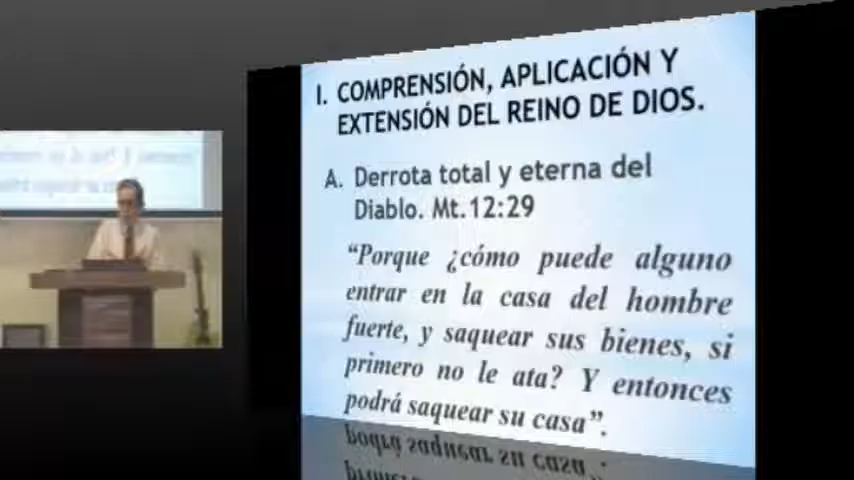 I. COMPRENSIÓN, APLICACIÓN Y
EXTENSIÓN DEL REINO DE DIOS.
A. Derrota total y eterna del
Diablo. Mt.12:29
“Porque ¿cómo puede alguno
entrar en la casa del hombre
fuerte, y saquear sus bienes, si
primero no le ata? Y entonces
podrá saquear su casa”.